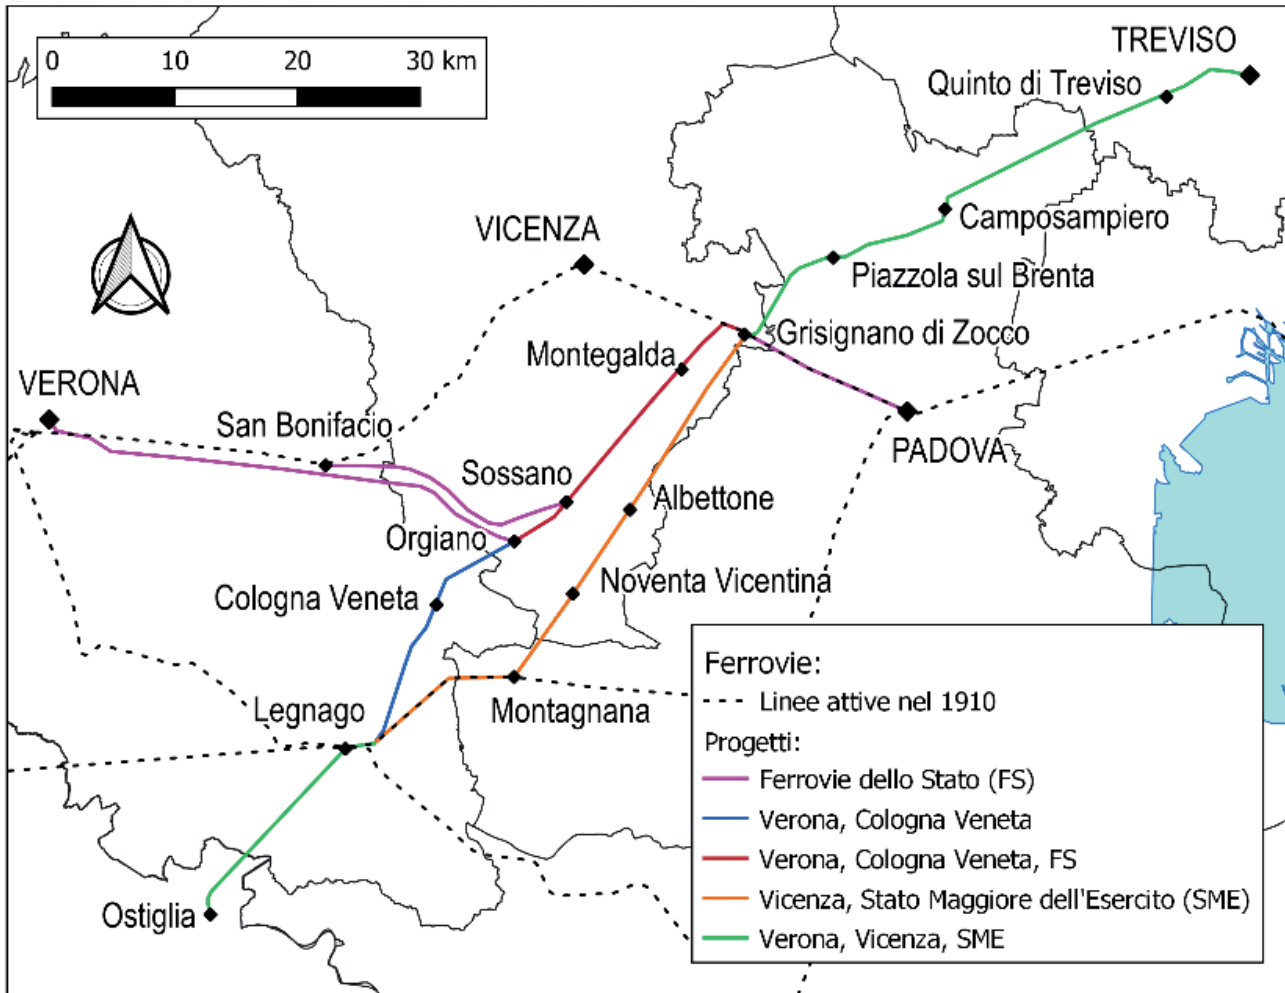 0 10 20 30 km
TREVISO
Quinto di Treviso
Camposampiero
VICENZA
Piazzola sul Brenta
Grisignano di Zocco
Montegalda
VERONA
San Bonifacio
PADOVA
Sossano
Albettone
Orgiano
Noventa Vicentina
Cologna Veneta
Legnago
Montagnana
Ostiglia
Ferrovie:
Linee attive nel 1910
Progetti:
Ferrovie dello Stato (FS)
Verona, Cologna Veneta
Verona, Cologna Veneta, FS
Vicenza, Stato Maggiore dell'Esercito (SME)
Verona, Vicenza, SME